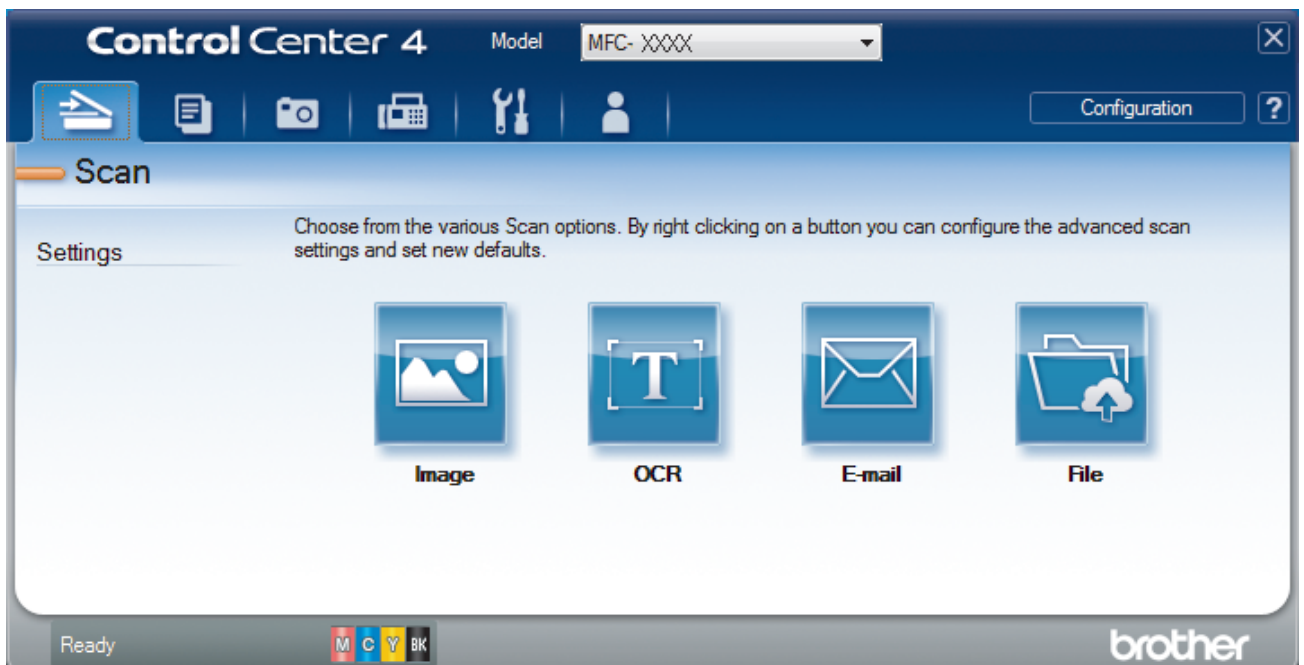 ControlCenter 4
Model
MFC- XXXX
X
Configuration
?
Scan
Settings
Choose from the various Scan options. By right clicking on a button you can configure the advanced scan
settings and set new defaults.
T
Image
OCR
E-mail
File
Ready
M C Y BK
brother